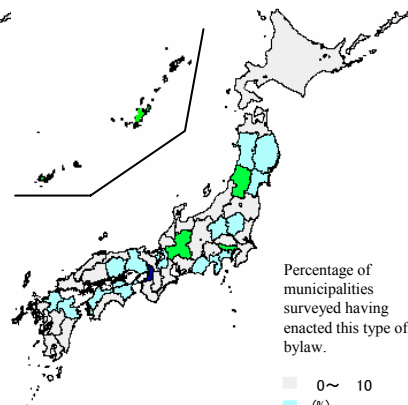 Percentage of
municipalities
surveyed having
enacted this type of
bylaw.
0～ 10
(%)